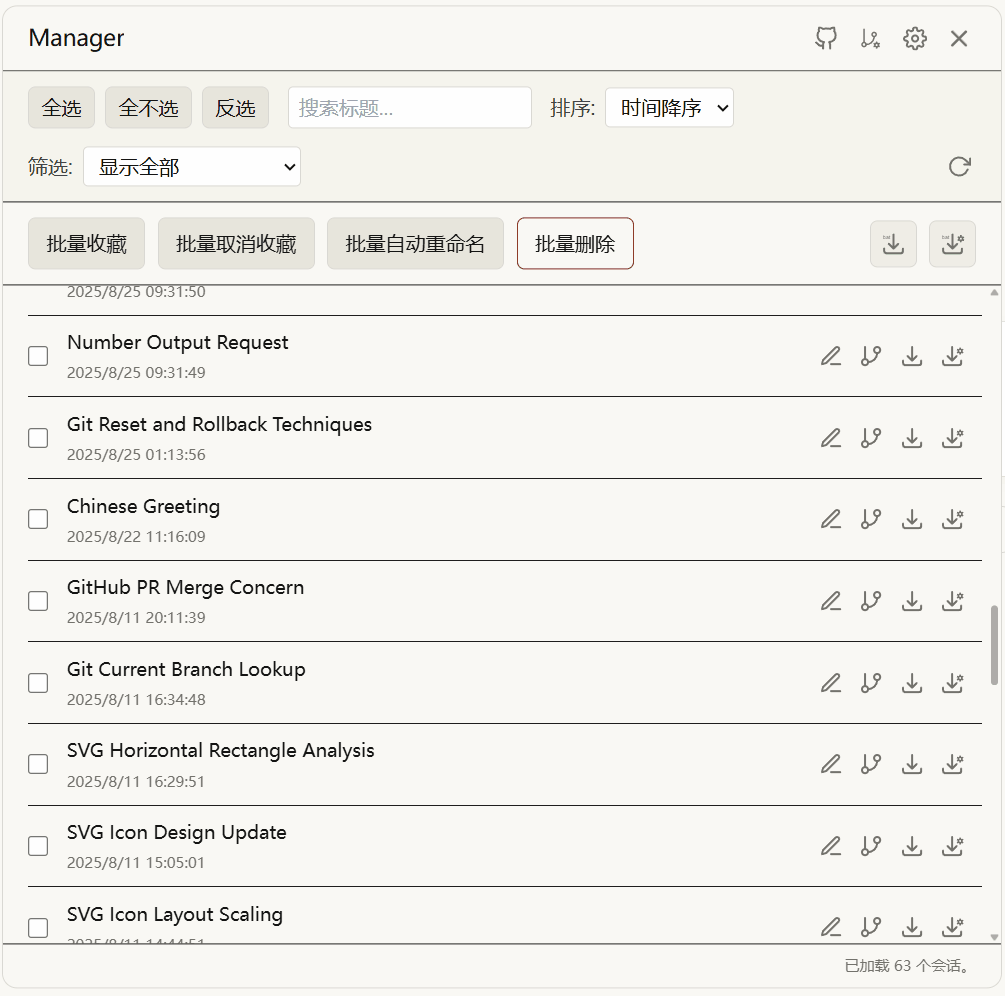 Manager
全选 全不选 反选 搜索标题... 排序: 时间降序
筛选: 显示全部
批量收藏 批量取消收藏 批量自动重命名 批量删除
2025/8/25 09:31:50
Number Output Request
2025/8/25 09:31:49
Git Reset and Rollback Techniques
2025/8/25 01:13:56
Chinese Greeting
2025/8/22 11:16:09
GitHub PR Merge Concern
2025/8/11 20:11:39
Git Current Branch Lookup
2025/8/11 16:34:48
SVG Horizontal Rectangle Analysis
2025/8/11 16:29:51
SVG Icon Design Update
2025/8/11 15:05:01
SVG Icon Layout Scaling
2025/8/11 14:44:51
已加载 63 个会话。